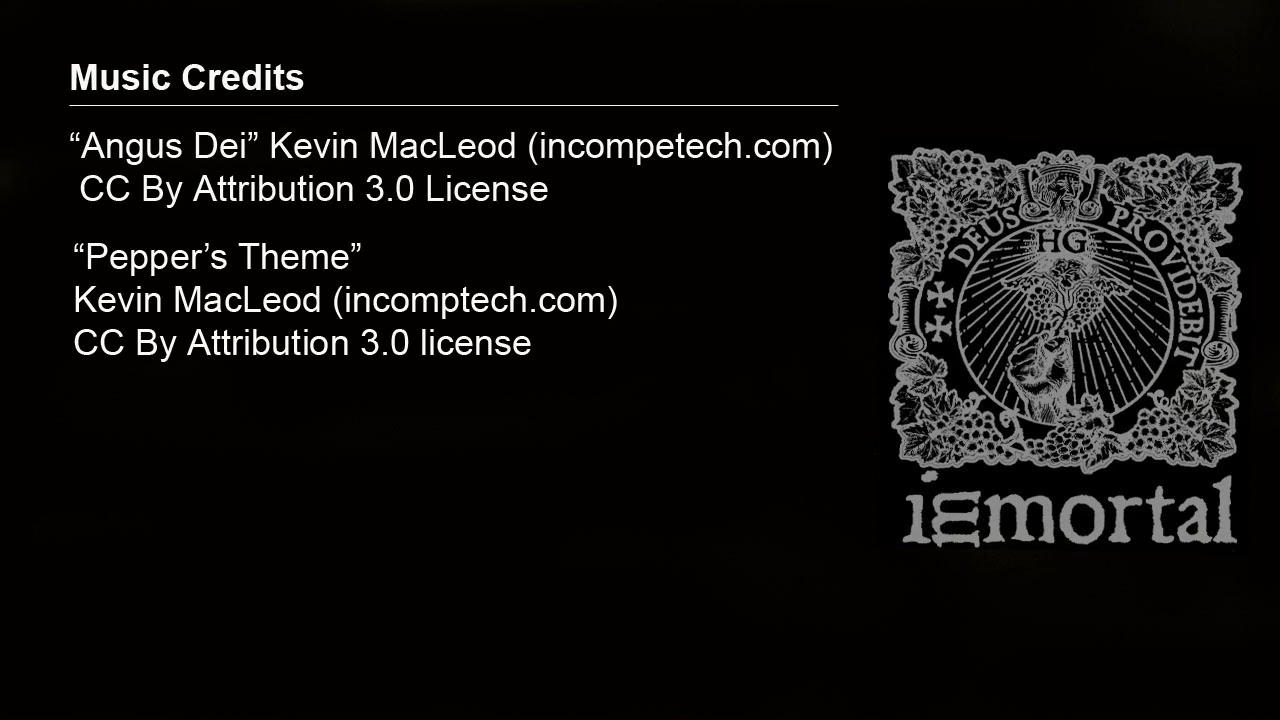 Music Credits
“Angus Dei” Kevin MacLeod (incompetech.com)
CC By Attribution 3.0 License
“Pepper’s Theme”
Kevin MacLeod (incomptech.com)
CC By Attribution 3.0 license
DEUS PROVIDEBIT
HG
immortal